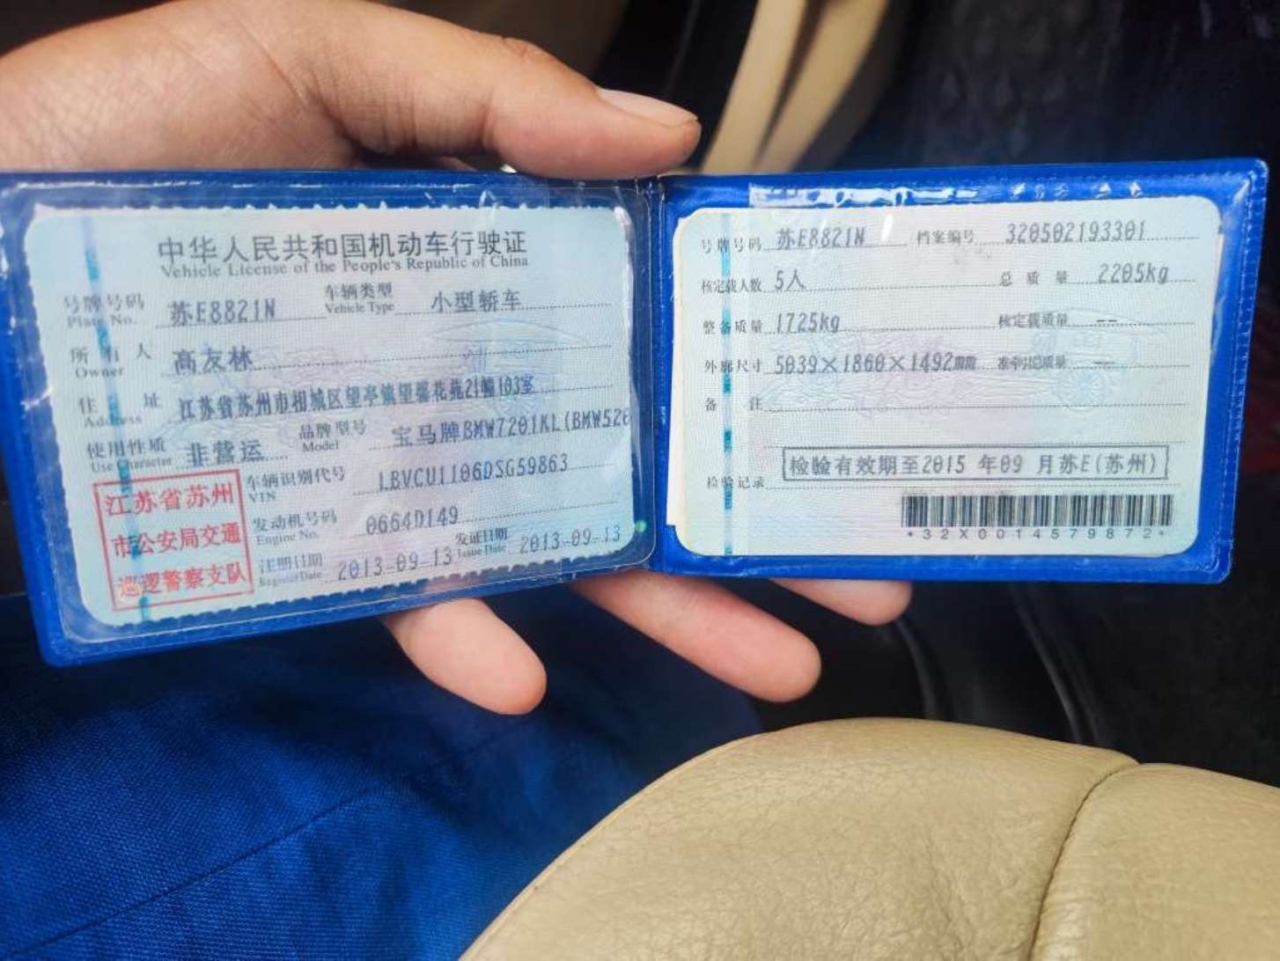 中华人民共和国机动车行驶证
Vehicle License of the People's Republic of China
号牌号码 苏E8821N 车辆类型 小型轿车
Plate No. Vehicle Type
所有人 高友林
Owner
住址 江苏省苏州市相城区望亭镇望馨花苑21幢103室
Address
使用性质 非营运 品牌型号 宝马牌BMW7201KL(BMW520
Use Character Model
车辆识别代号 LBVCU1106DSG59863
VIN
发动机号码 0664D149
Engine No.
注册日期 2013-09-13 发证日期 2013-09-13
Register Date Issue Date
江苏省苏州
市公安局交通
巡逻警察支队
号牌号码 苏E8821N 档案编号 320502193301
核定载人数 5人 总质量 2205kg
整备质量 1725kg 核定载质量 --
外廓尺寸 5039×1860×1492mm 准牵引总质量 --
备注
检验记录 检验有效期至2015年09月苏E(苏州)
*32X0014579872*